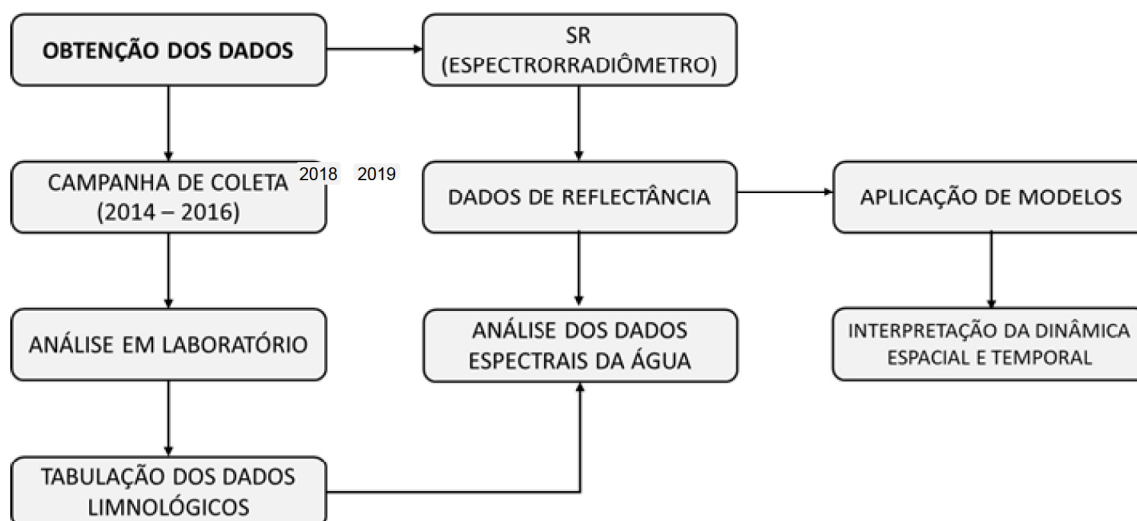 OBTENÇÃO DOS DADOS
SR
(ESPECTRORRADIÔMETRO)
CAMPANHA DE COLETA
(2014 – 2016)
2018 2019
DADOS DE REFLECTÂNCIA
APLICAÇÃO DE MODELOS
ANÁLISE EM LABORATÓRIO
ANÁLISE DOS DADOS
ESPECTRAIS DA ÁGUA
INTERPRETAÇÃO DA DINÂMICA
ESPACIAL E TEMPORAL
TABULAÇÃO DOS DADOS
LIMNOLÓGICOS